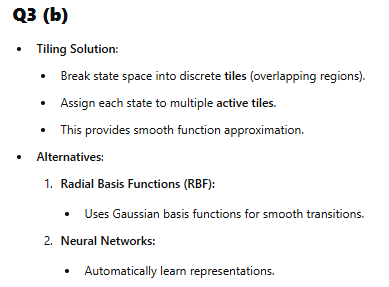 Q3 (b)
• Tiling Solution:
• Break state space into discrete tiles (overlapping regions).
• Assign each state to multiple active tiles.
• This provides smooth function approximation.
• Alternatives:
1. Radial Basis Functions (RBF):
• Uses Gaussian basis functions for smooth transitions.
2. Neural Networks:
• Automatically learn representations.